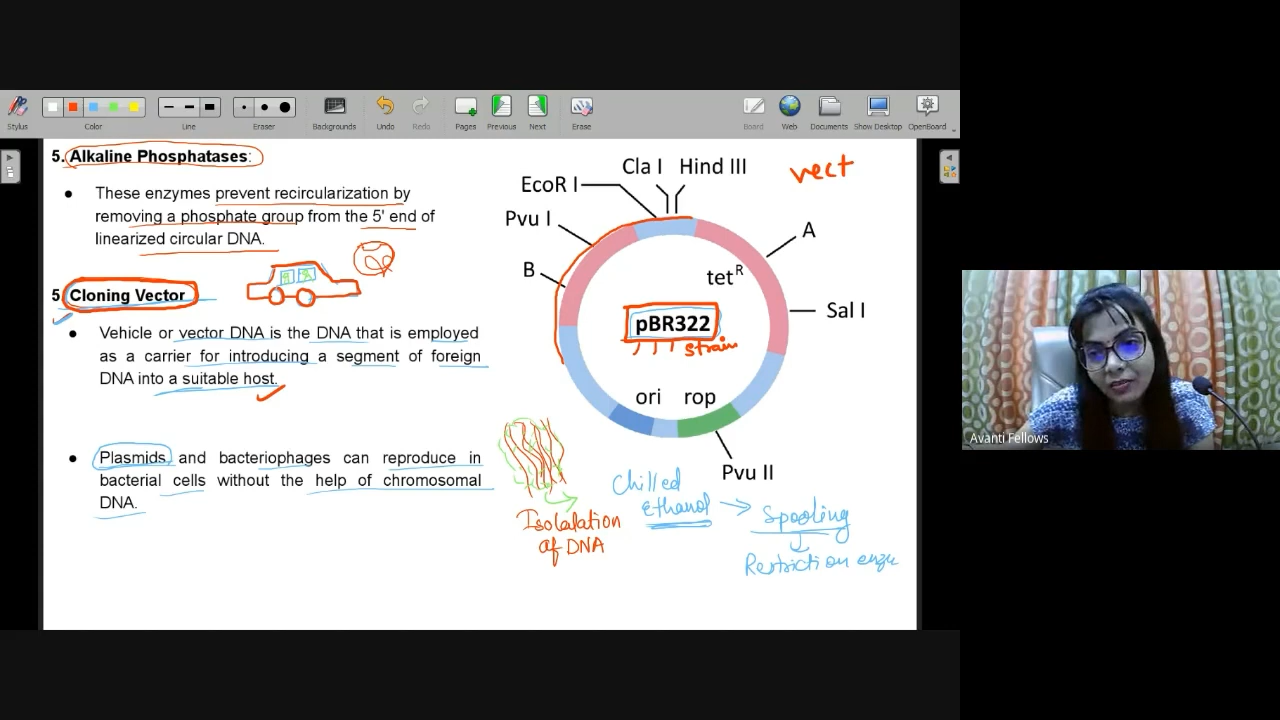 Stylus
Color
Line
Eraser
Backgrounds
Undo
Redo
Pages
Previous
Next
Erase
Board
Web
Documents
Show Desktop
OpenBoard
5. Alkaline Phosphatases:
● These enzymes prevent recircularization by
removing a phosphate group from the 5' end of
linearized circular DNA.
5 Cloning Vector
● Vehicle or vector DNA is the DNA that is employed
as a carrier for introducing a segment of foreign
DNA into a suitable host.
● Plasmids and bacteriophages can reproduce in
bacterial cells without the help of chromosomal
DNA.
Cla I Hind III
EcoR I
Pvu I
B
A
tetR
Sal I
pBR322
strain
ori rop
Pvu II
vect
Isolalation
of DNA
Chilled
Ethanol → Spooling
Restriction enzy
Avanti Fellows